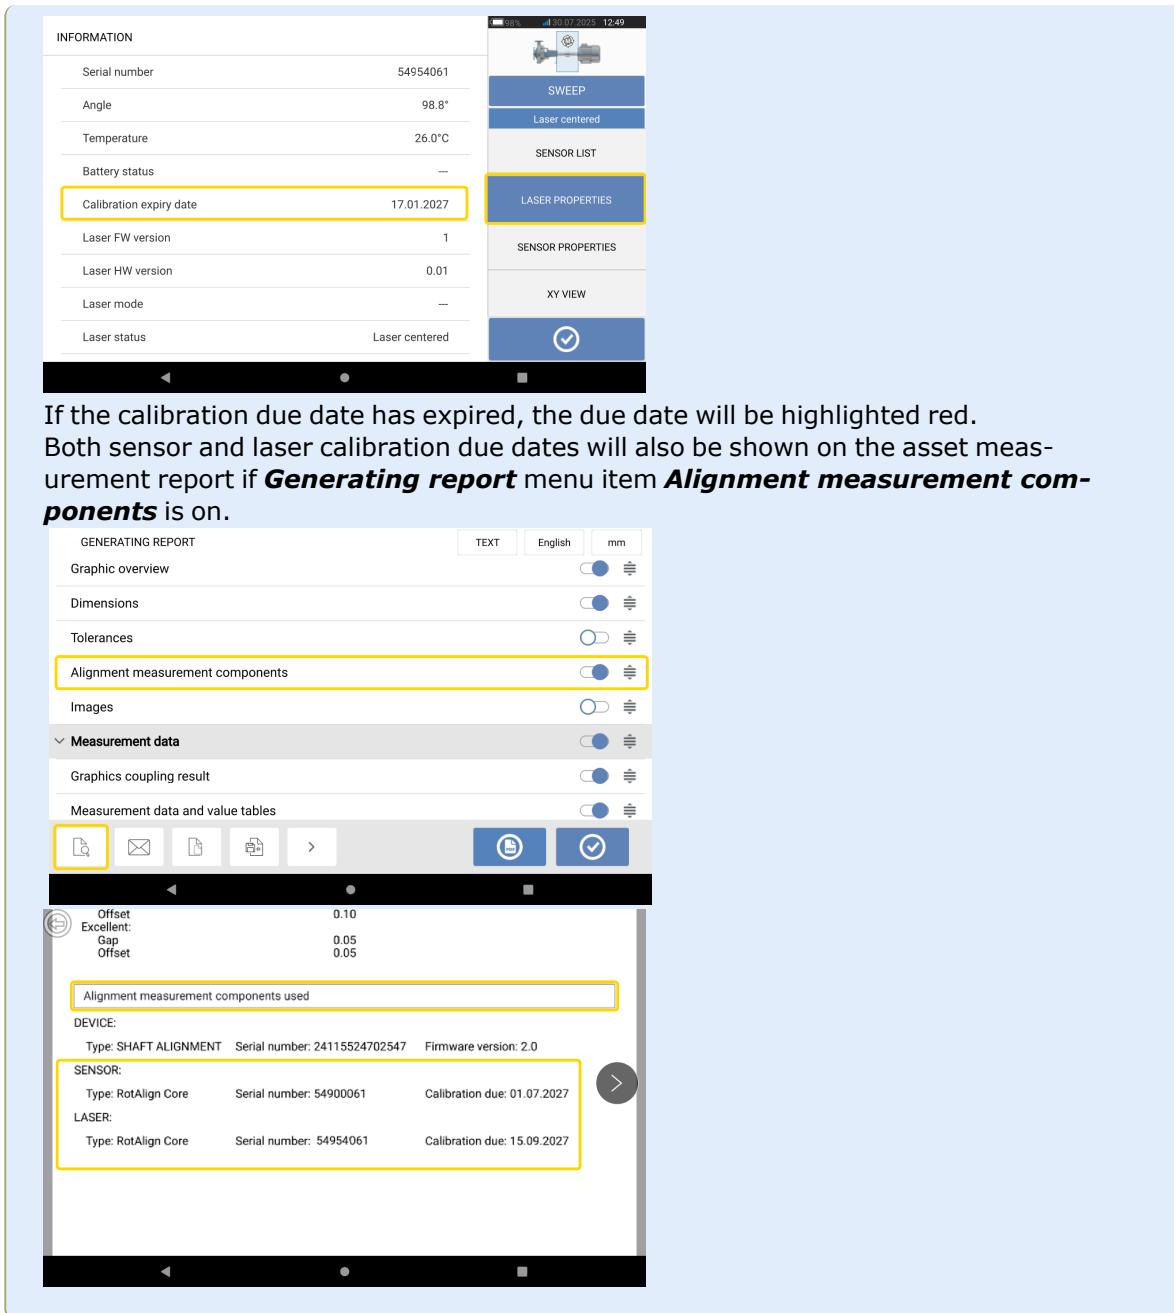 98% 30.07.2025 12:49
INFORMATION
Serial number 54954061
Angle 98.8°
Temperature 26.0°C
Battery status ---
Calibration expiry date 17.01.2027
Laser FW version 1
Laser HW version 0.01
Laser mode ---
Laser status Laser centered
SWEEP
Laser centered
SENSOR LIST
LASER PROPERTIES
SENSOR PROPERTIES
XY VIEW
If the calibration due date has expired, the due date will be highlighted red.
Both sensor and laser calibration due dates will also be shown on the asset meas-
urement report if Generating report menu item Alignment measurement com-
ponents is on.
GENERATING REPORT TEXT English mm
Graphic overview
Dimensions
Tolerances
Alignment measurement components
Images
Measurement data
Graphics coupling result
Measurement data and value tables
PDF
Offset 0.10
Excellent:
Gap 0.05
Offset 0.05
Alignment measurement components used
DEVICE:
Type: SHAFT ALIGNMENT Serial number: 24115524702547 Firmware version: 2.0
SENSOR:
Type: RotAlign Core Serial number: 54900061 Calibration due: 01.07.2027
LASER:
Type: RotAlign Core Serial number: 54954061 Calibration due: 15.09.2027